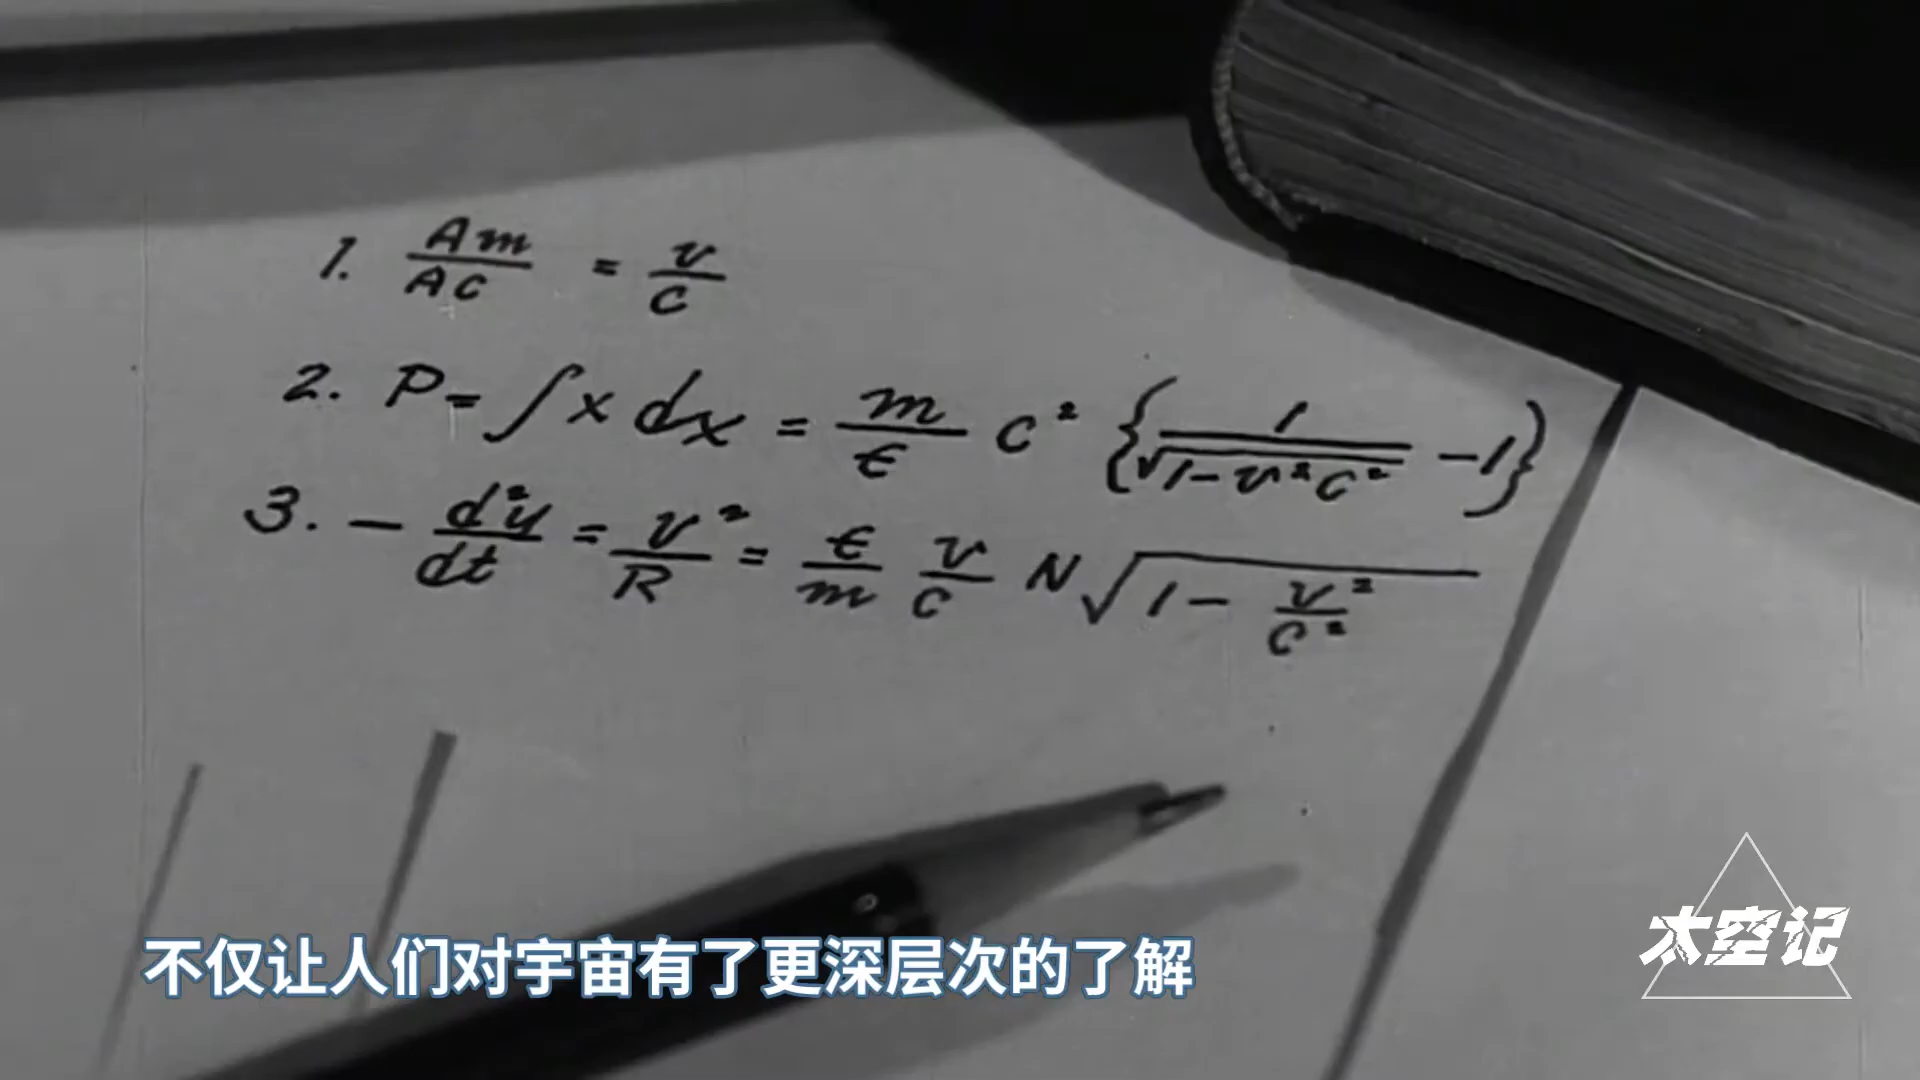 1. Am/Ac = v/c
2. P = ∫ x dx = m/ε c² { 1/√1-v²c² -1}
3. - d²y/dt = v²/R = ε/m v/c N √1 - v²/c²
不仅让人们对宇宙有了更深层次的了解
太空记